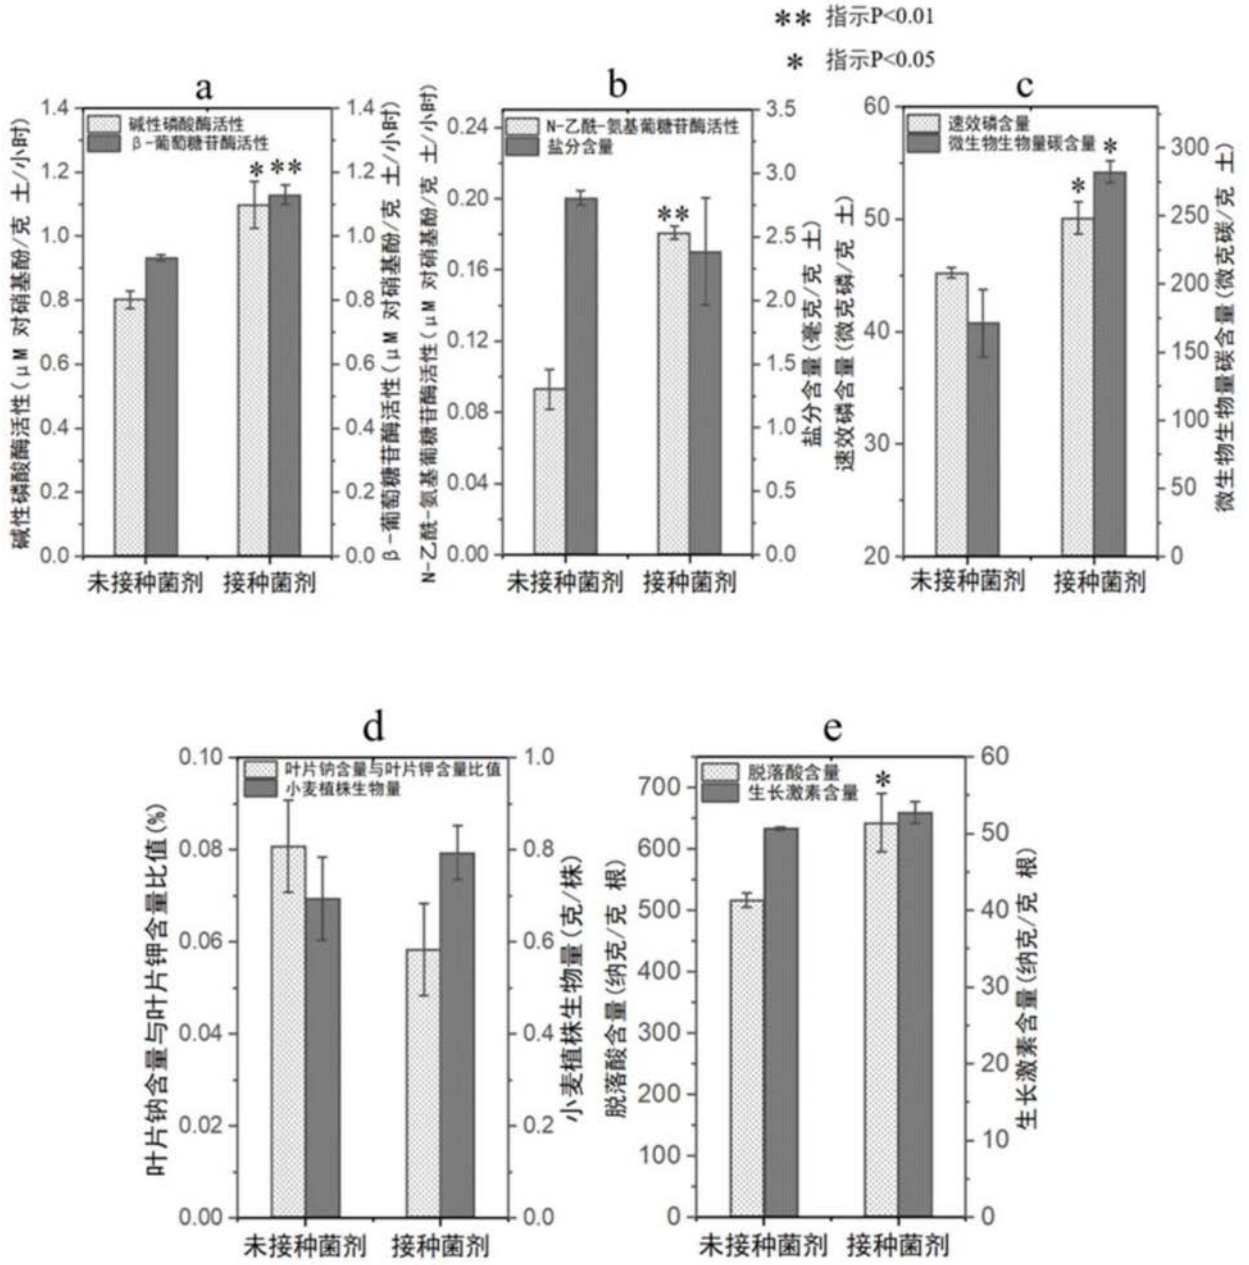 ** 指示P<0.01
* 指示P<0.05
a
碱性磷酸酶活性(μM 对硝基酚/克 土/小时)
1.4
1.2
1.0
0.8
0.6
0.4
0.2
0.0
碱性磷酸酶活性
β-葡萄糖苷酶活性
* **
未接种菌剂 接种菌剂
1.4
1.2
1.0
0.8
0.6
0.4
0.2
0.0
β-葡萄糖苷酶活性(μM 对硝基酚/克 土/小时)
b
N-乙酰-氨基葡糖苷酶活性(μM 对硝基酚/克 土/小时)
0.24
0.20
0.16
0.12
0.08
0.04
0.00
N-乙酰-氨基葡糖苷酶活性
盐分含量
**
未接种菌剂 接种菌剂
3.5
3.0
2.5
2.0
1.5
1.0
0.5
0.0
盐分含量(毫克/克 土)
c
速效磷含量(微克磷/克 土)
60
50
40
30
20
速效磷含量
微生物生物量碳含量
*
*
未接种菌剂 接种菌剂
300
250
200
150
100
50
0
微生物生物量碳含量(微克碳/克 土)
d
叶片钠含量与叶片钾含量比值(%)
0.10
0.08
0.06
0.04
0.02
0.00
叶片钠含量与叶片钾含量比值
小麦植株生物量
未接种菌剂 接种菌剂
1.0
0.8
0.6
0.4
0.2
0.0
小麦植株生物量(克/株)
e
脱落酸含量(纳克/克 根)
700
600
500
400
300
200
100
0
脱落酸含量
生长激素含量
*
未接种菌剂 接种菌剂
60
50
40
30
20
10
0
生长激素含量(纳克/克 根)